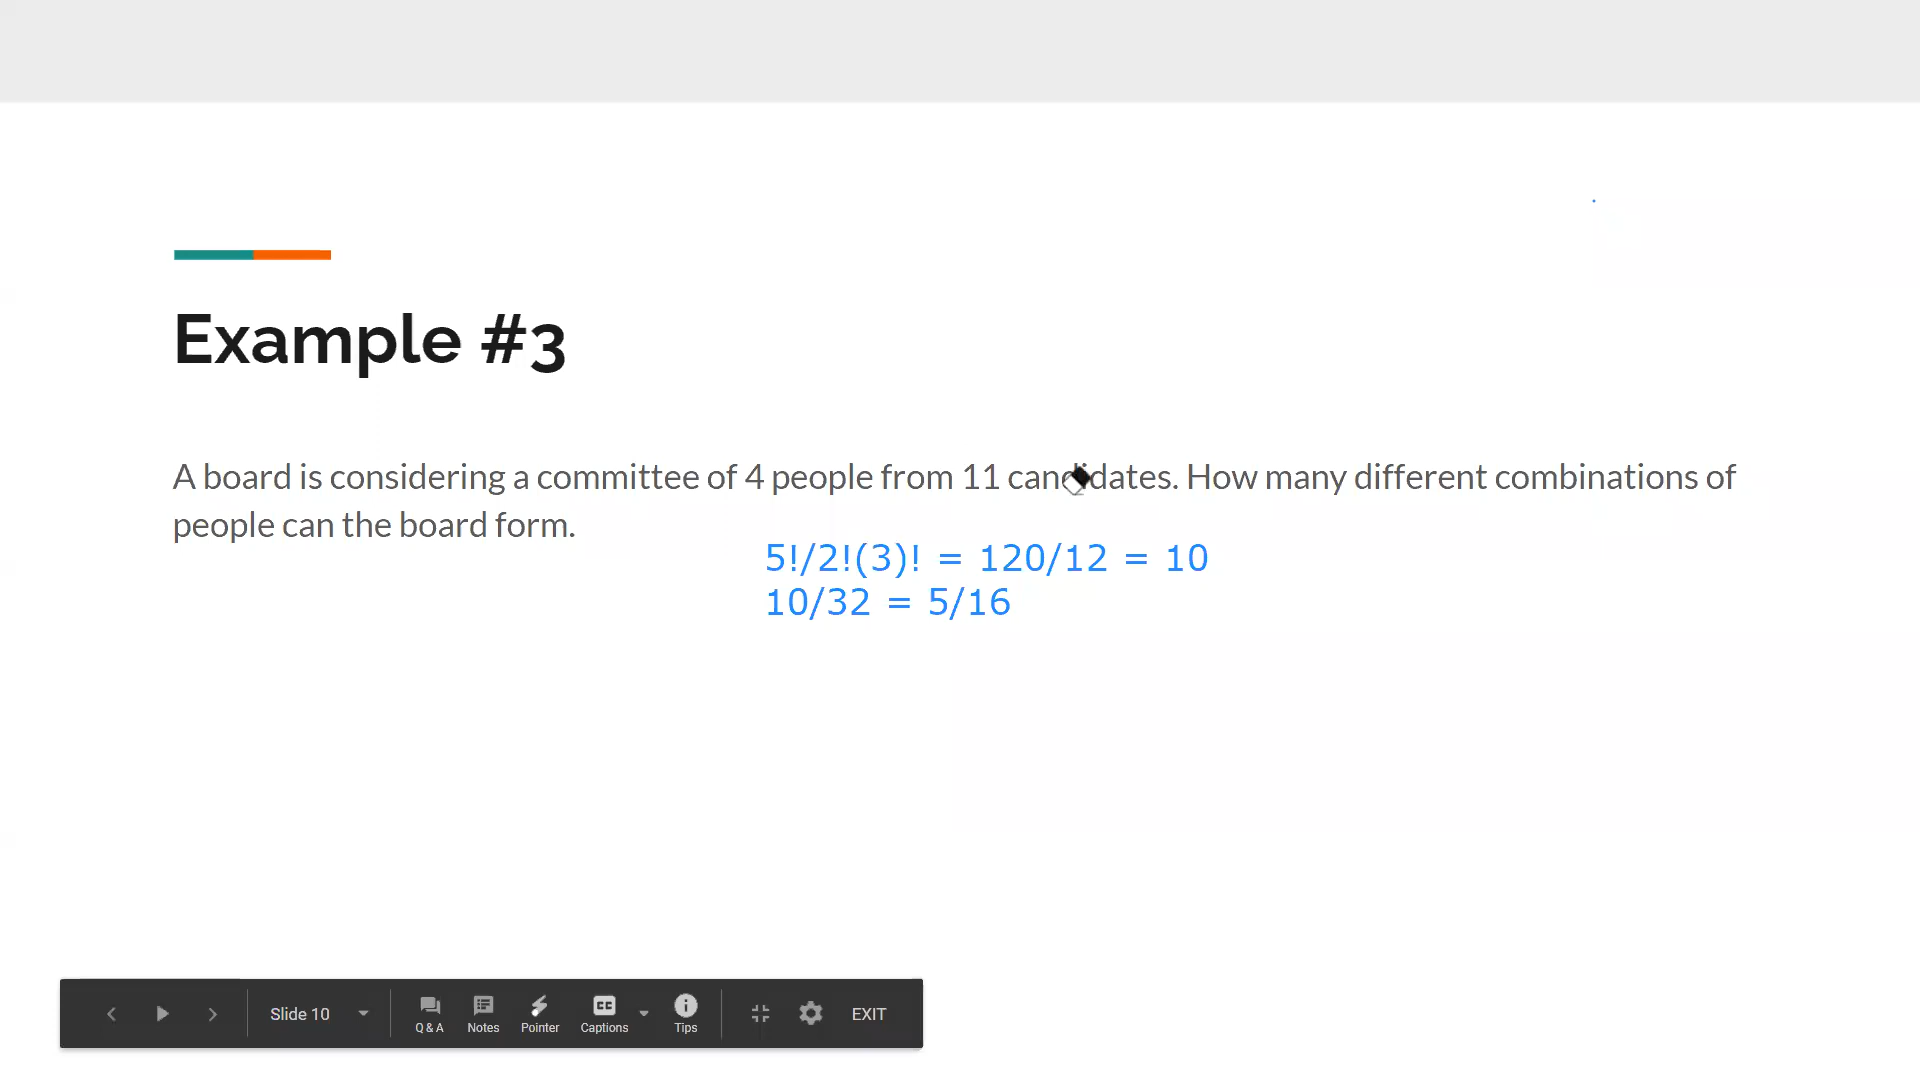 Example #3
A board is considering a committee of 4 people from 11 candidates. How many different combinations of
people can the board form.
5!/2!(3)! = 120/12 = 10
10/32 = 5/16
Slide 10
Q & A
Notes
Pointer
CC
Captions
Tips
EXIT